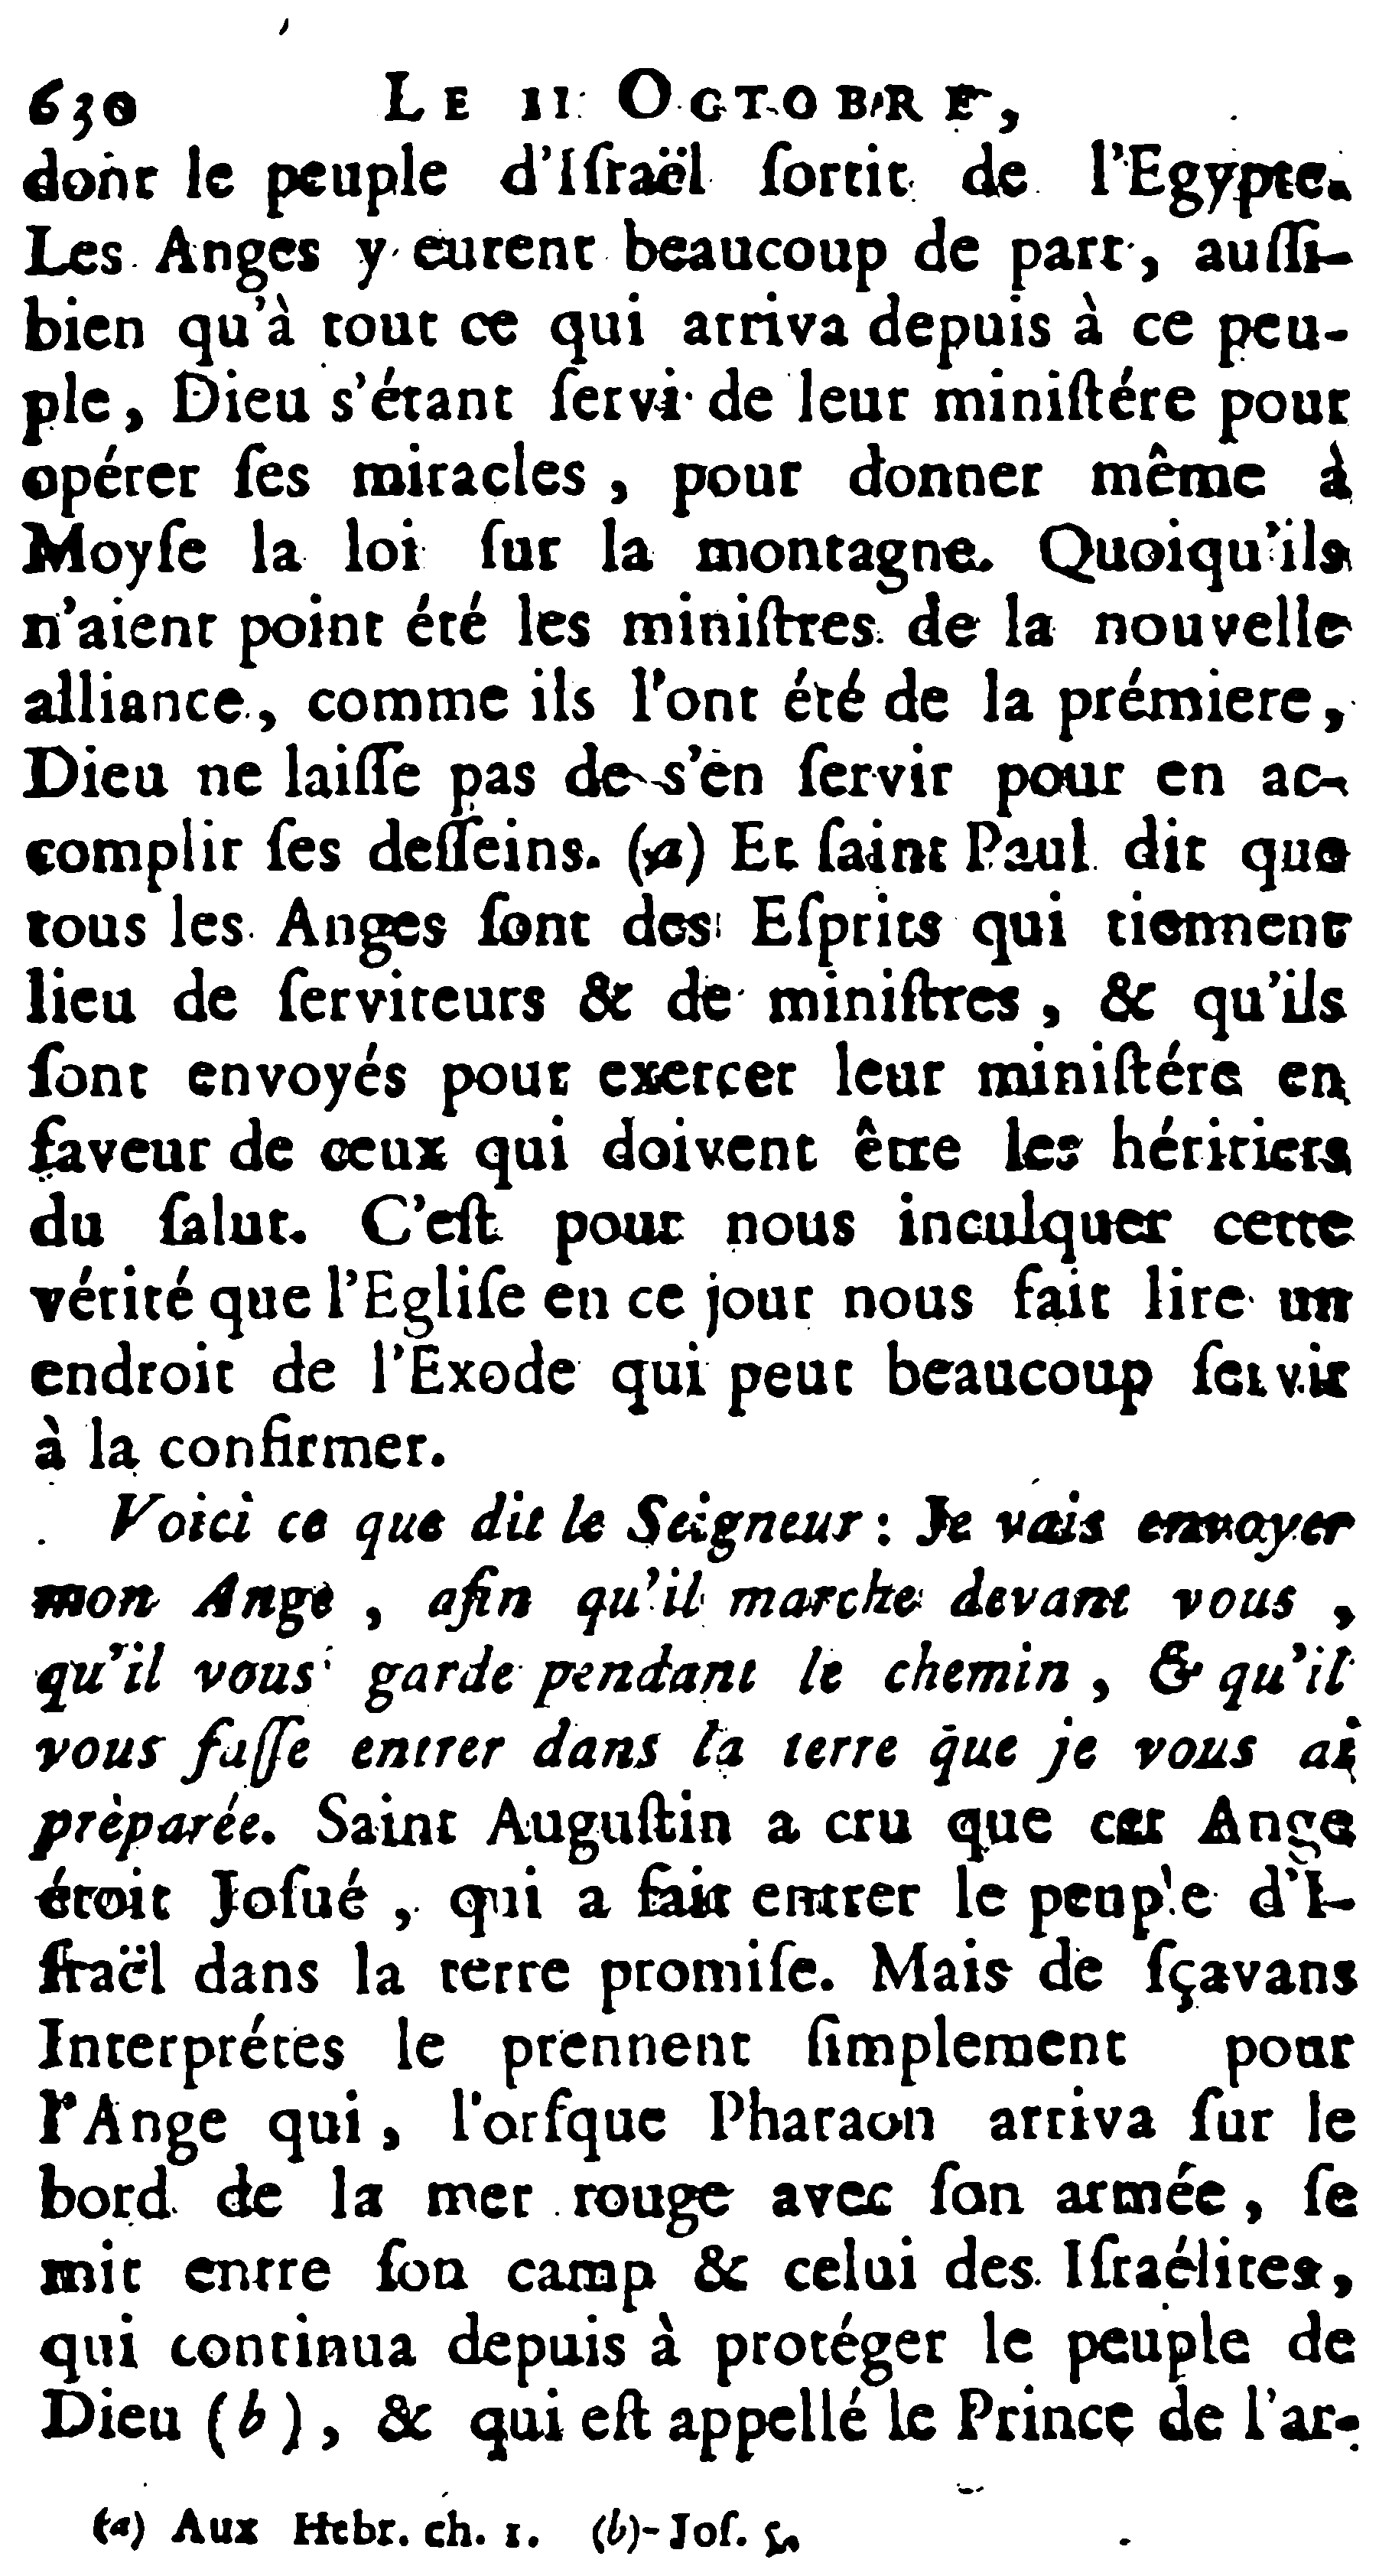 630 LE II OCTOBRE,
dont le peuple d'Iſraël ſortit de l'Egypte.
Les Anges y eurent beaucoup de part, auſſi-
bien qu'à tout ce qui arriva depuis à ce peu-
ple, Dieu s'étant ſervi de leur miniſtére pour
opérer ſes miracles, pour donner même à
Moyſe la loi ſur la montagne. Quoiqu'ils
n'aient point été les miniſtres de la nouvelle
alliance, comme ils l'ont été de la prémiere,
Dieu ne laiſſe pas de s'en ſervir pour en ac-
complir ſes deſſeins. (a) Et ſaint Paul dit que
tous les Anges ſont des Eſprits qui tiennent
lieu de ſerviteurs & de miniſtres, & qu'ils
ſont envoyés pour exercer leur miniſtére en
faveur de ceux qui doivent être les héritiers
du ſalut. C'eſt pour nous inculquer cette
vérité que l'Egliſe en ce jour nous fait lire un
endroit de l'Exode qui peut beaucoup ſervir
à la confirmer.
Voici ce que dit le Seigneur : Je vais envoyer
mon Ange, afin qu'il marche devant vous,
qu'il vous garde pendant le chemin, & qu'il
vous faſſe entrer dans la terre que je vous ai
prèparée. Saint Auguſtin a cru que cet Ange
étoit Joſué, qui a fait entrer le peuple d'I-
ſraël dans la terre promiſe. Mais de ſçavans
Interprétes le prennent ſimplement pour
l'Ange qui, l'orſque Pharaon arriva ſur le
bord de la mer rouge avec ſon armée, ſe
mit entre ſon camp & celui des Iſraélites,
qui continua depuis à protéger le peuple de
Dieu (b), & qui eſt appellé le Prince de l'ar-
(a) Aux Hebr. ch. 1. (b) Joſ. 5.